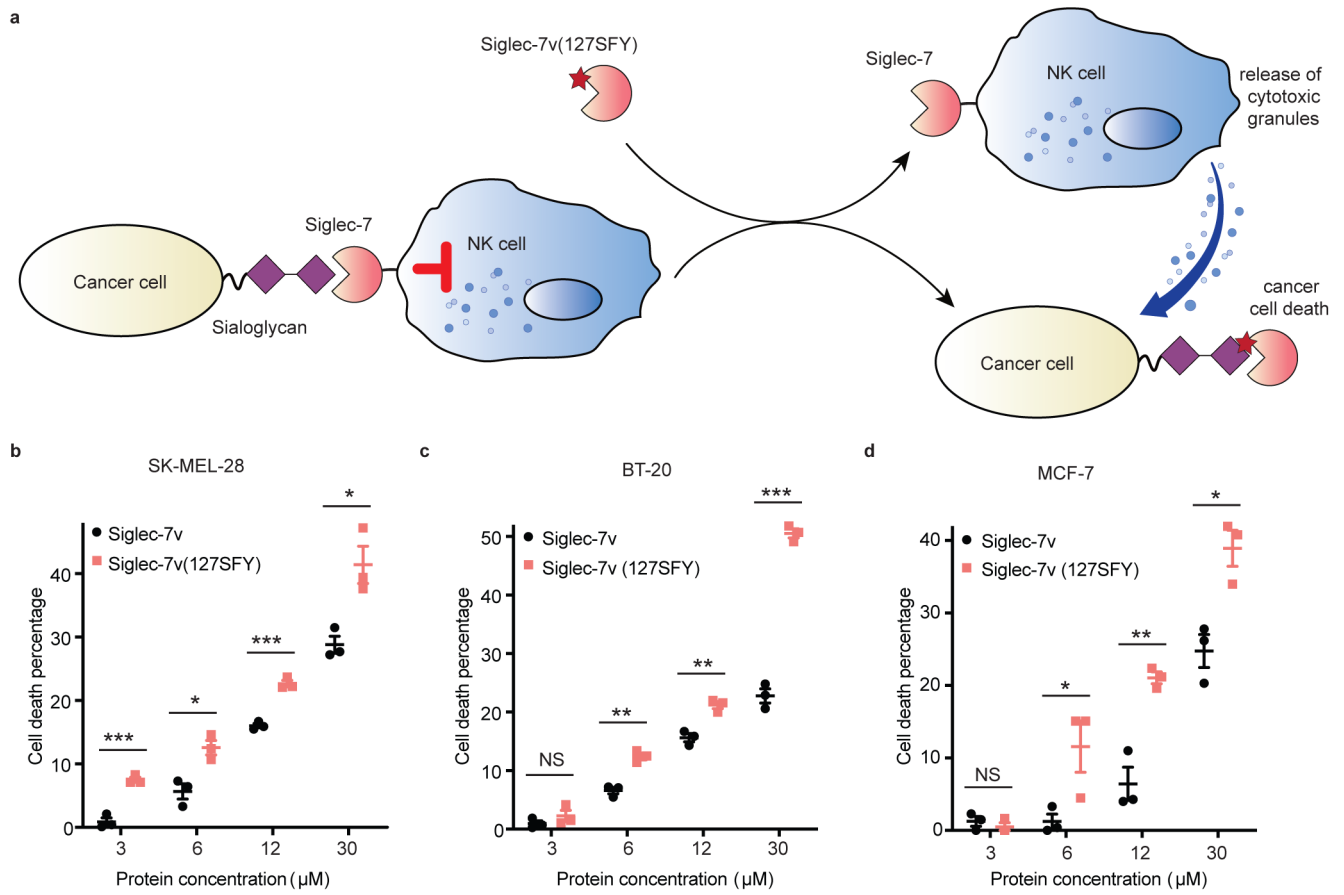 a
Siglec-7v(127SFY)
Siglec-7
NK cell
release of
cytotoxic
granules
Siglec-7
NK cell
Cancer cell
Sialoglycan
cancer
cell death
Cancer cell
b
SK-MEL-28
*
***
*
***
Siglec-7v
Siglec-7v(127SFY)
Cell death percentage
40
30
20
10
0
3 6 12 30
Protein concentration (μM)
c
BT-20
***
**
**
NS
Siglec-7v
Siglec-7v (127SFY)
Cell death percentage
50
40
30
20
10
0
3 6 12 30
Protein concentration (μM)
d
MCF-7
*
**
*
NS
Siglec-7v
Siglec-7v (127SFY)
Cell death percentage
40
30
20
10
0
3 6 12 30
Protein concentration (μM)